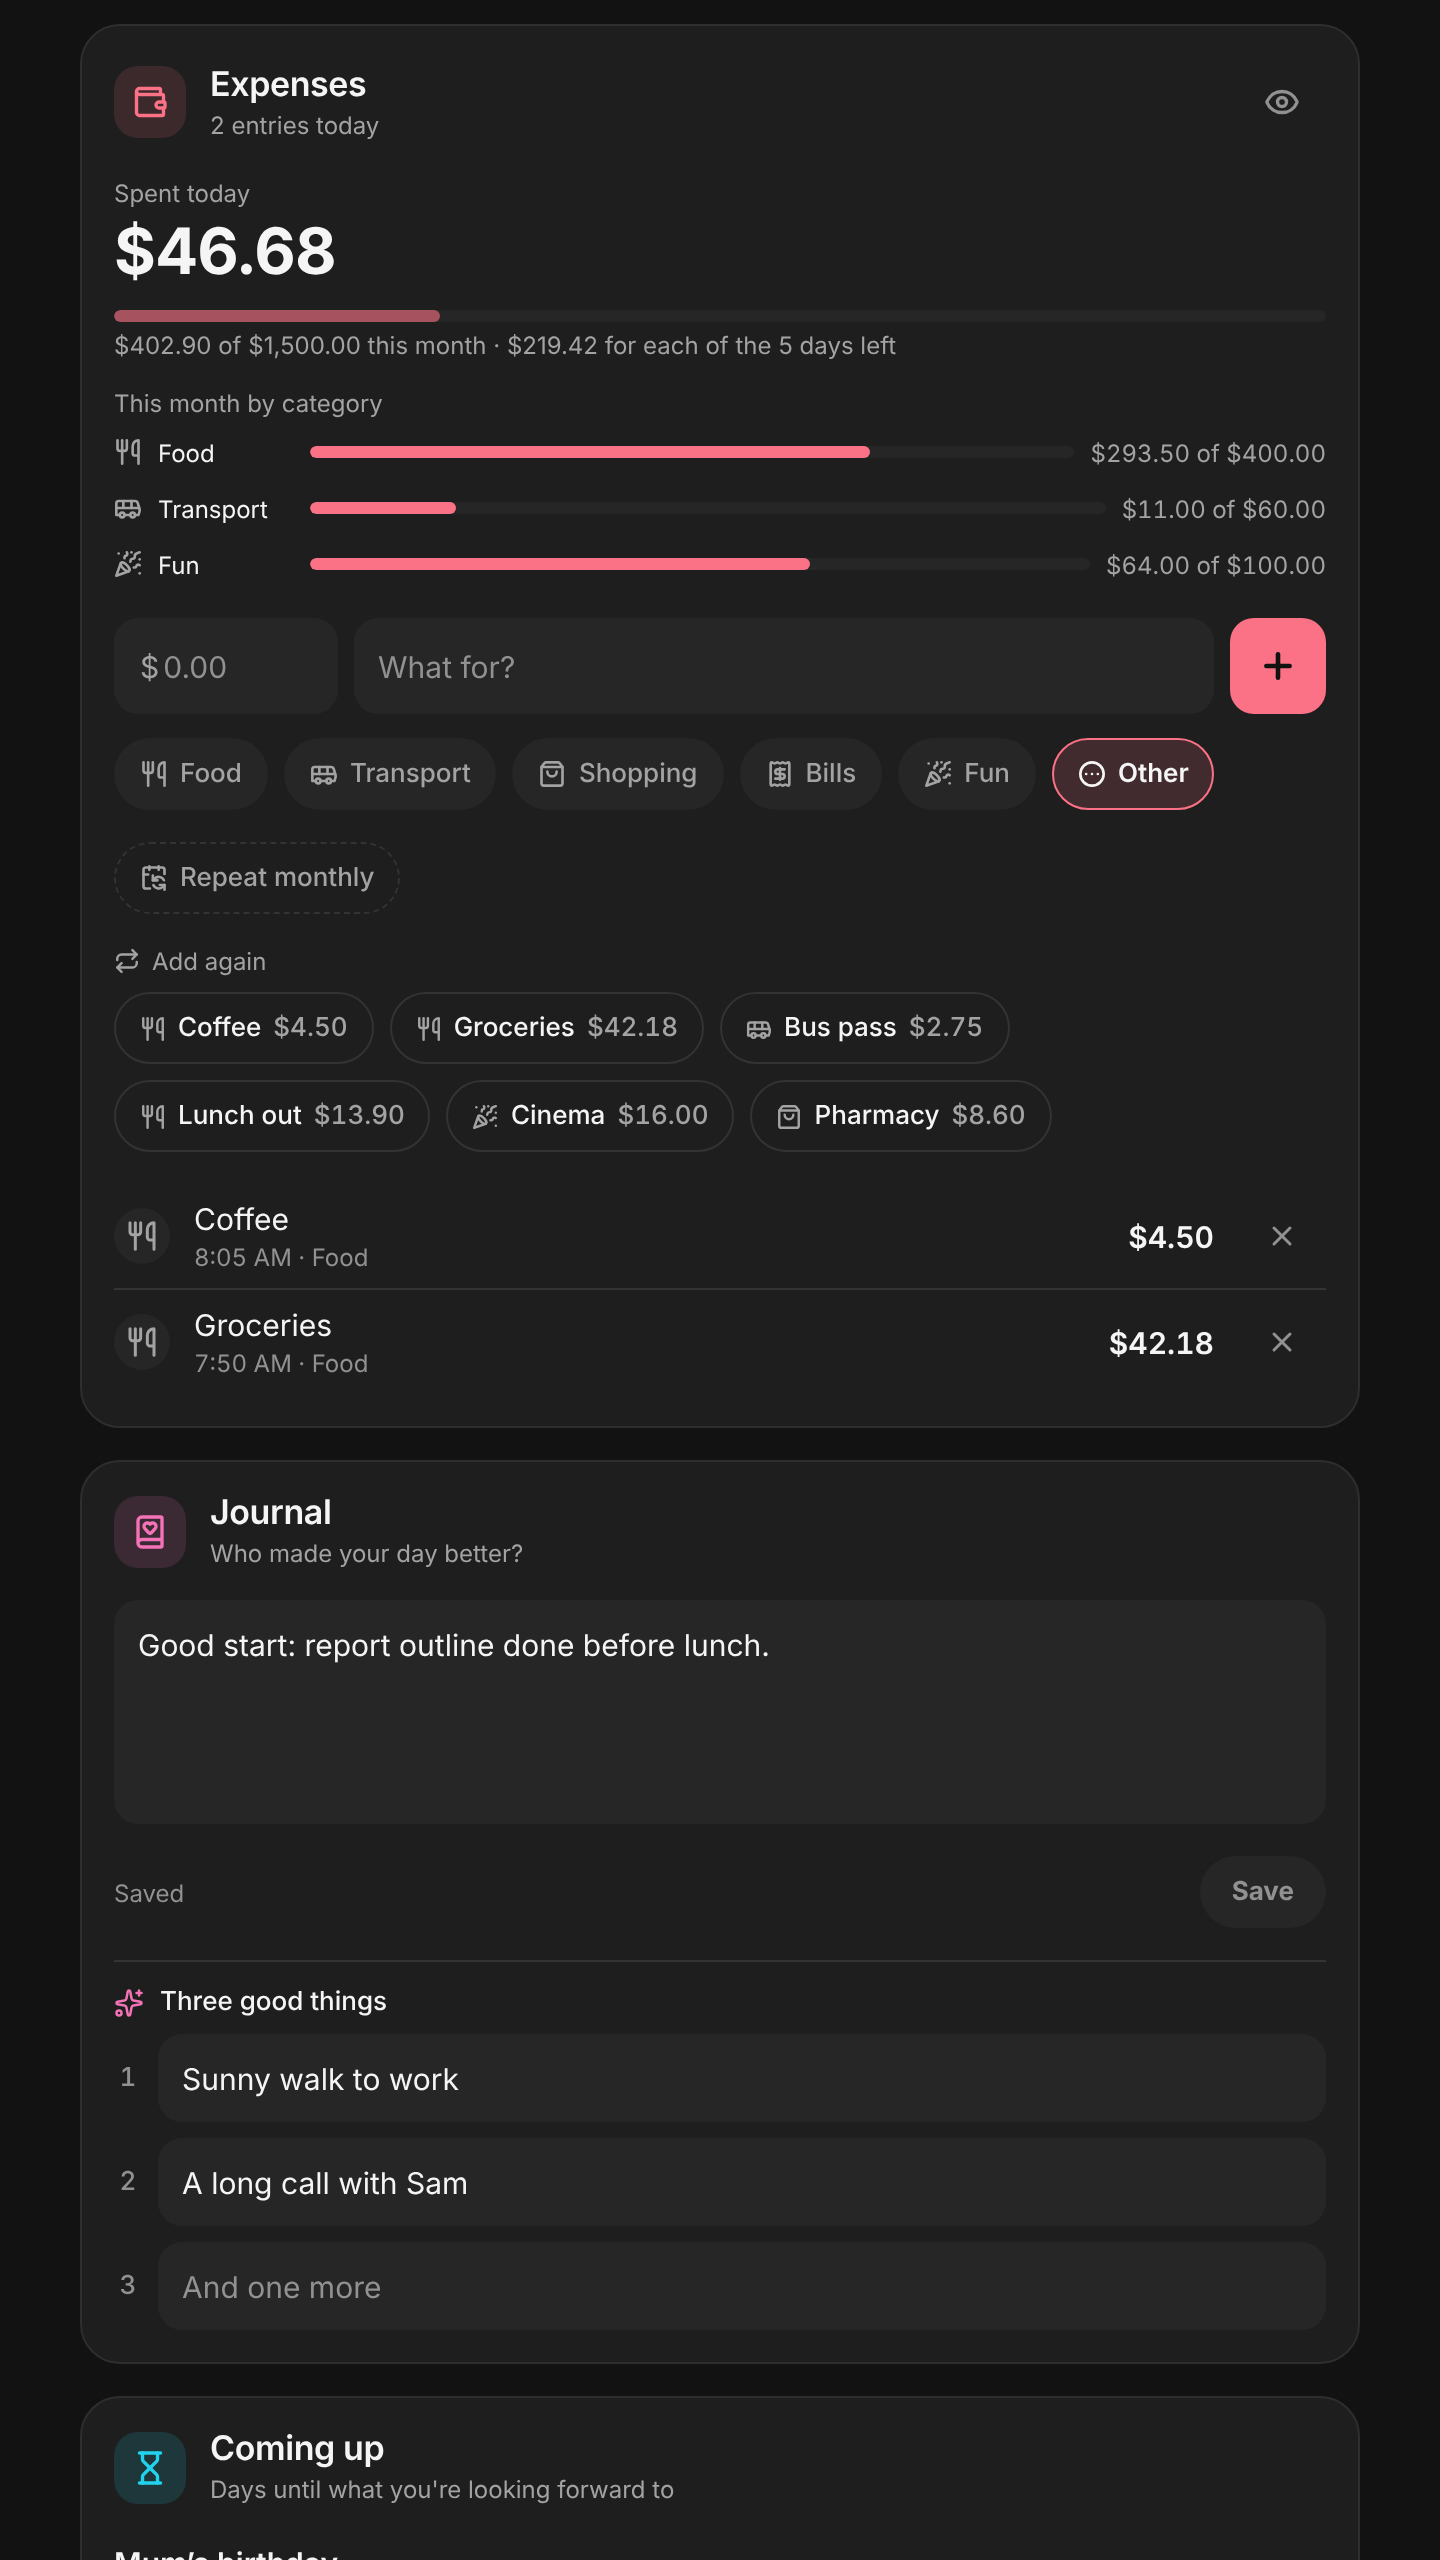 Expenses
2 entries today
Spent today
$46.68
$402.90 of $1,500.00 this month · $219.42 for each of the 5 days left
This month by category
Food $293.50 of $400.00
Transport $11.00 of $60.00
Fun $64.00 of $100.00
$ 0.00 What for?
Food Transport Shopping Bills Fun Other
Repeat monthly
Add again
Coffee $4.50 Groceries $42.18 Bus pass $2.75
Lunch out $13.90 Cinema $16.00 Pharmacy $8.60
Coffee
8:05 AM · Food
$4.50
Groceries
7:50 AM · Food
$42.18
Journal
Who made your day better?
Good start: report outline done before lunch.
Saved Save
Three good things
1 Sunny walk to work
2 A long call with Sam
3 And one more
Coming up
Days until what you're looking forward to
Mum's birthday